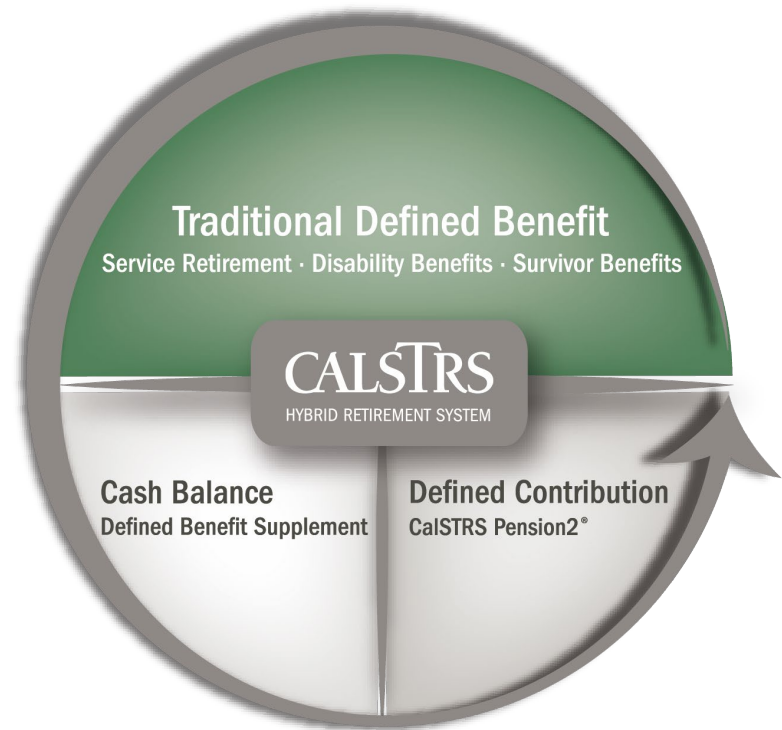 Traditional Defined Benefit
Service Retirement · Disability Benefits · Survivor Benefits
CALSTRS
HYBRID RETIREMENT SYSTEM
Cash Balance
Defined Benefit Supplement
Defined Contribution
CalSTRS Pension2®